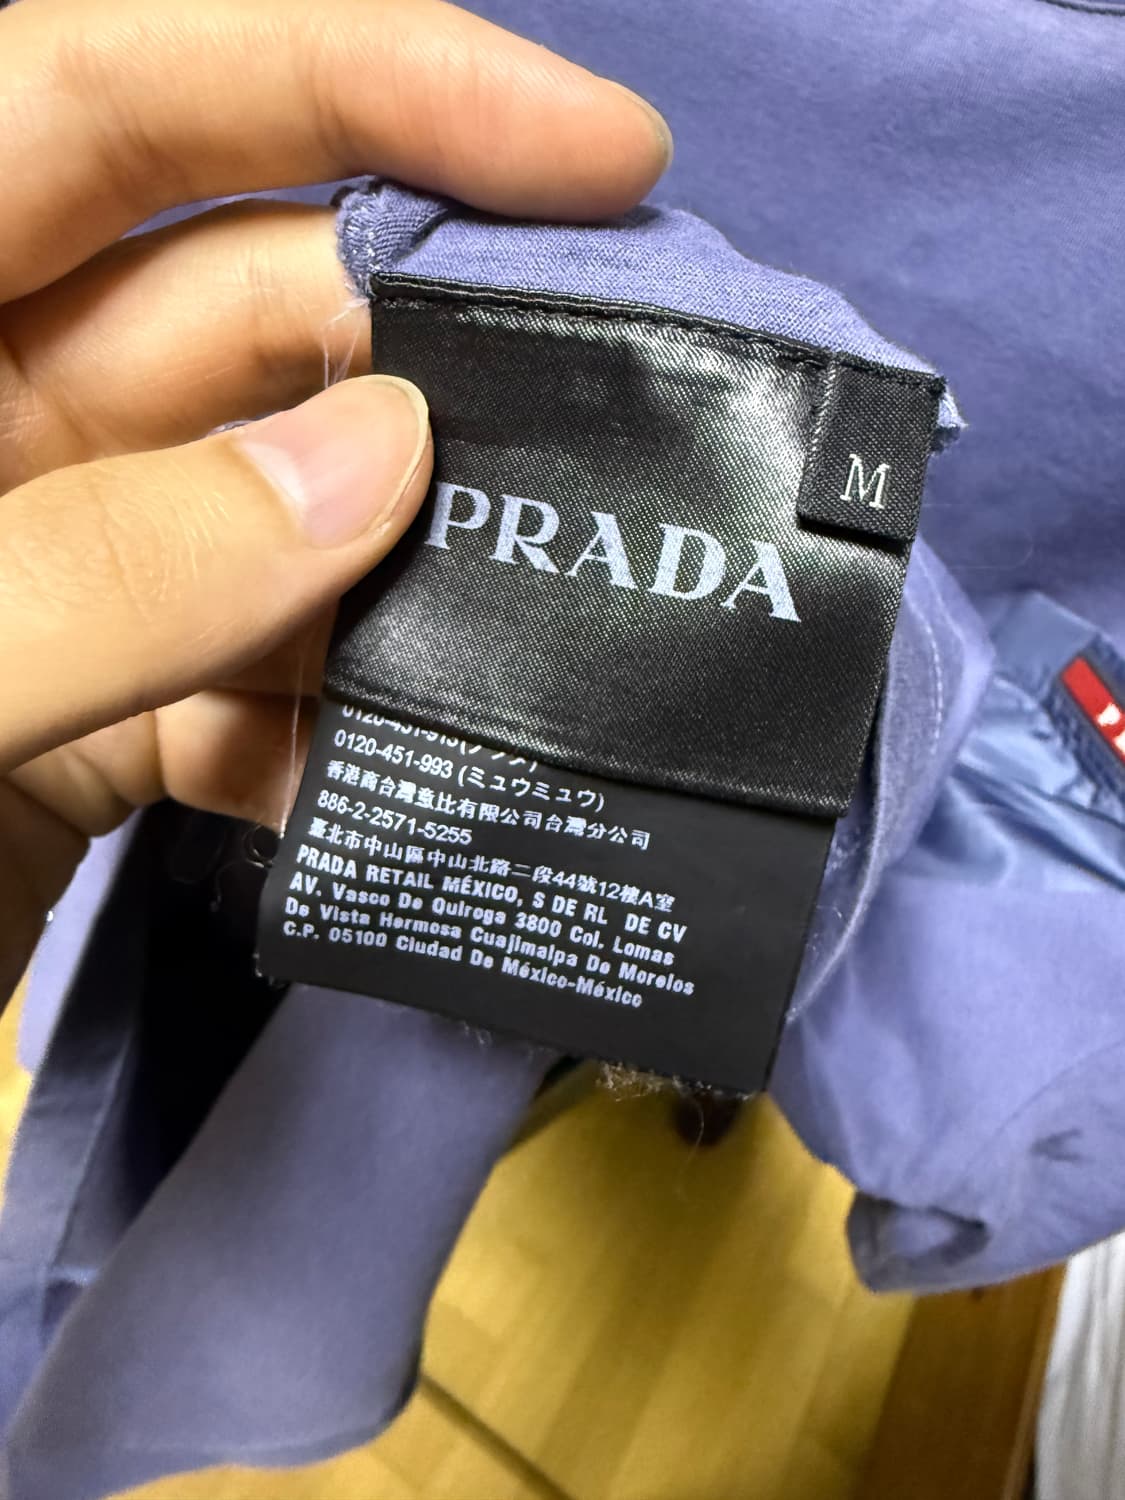 M
PRADA
0120-451-993 (ミュウミュウ)
香港商台灣意比有限公司台灣分公司
886-2-2571-5255
臺北市中山區中山北路二段44號12樓A室
PRADA RETAIL MÉXICO, S DE RL DE CV
AV. Vasco De Quiroga 3800 Col. Lomas
De Vista Hermosa Cuajimalpa De Morelos
C.P. 05100 Ciudad De México-México